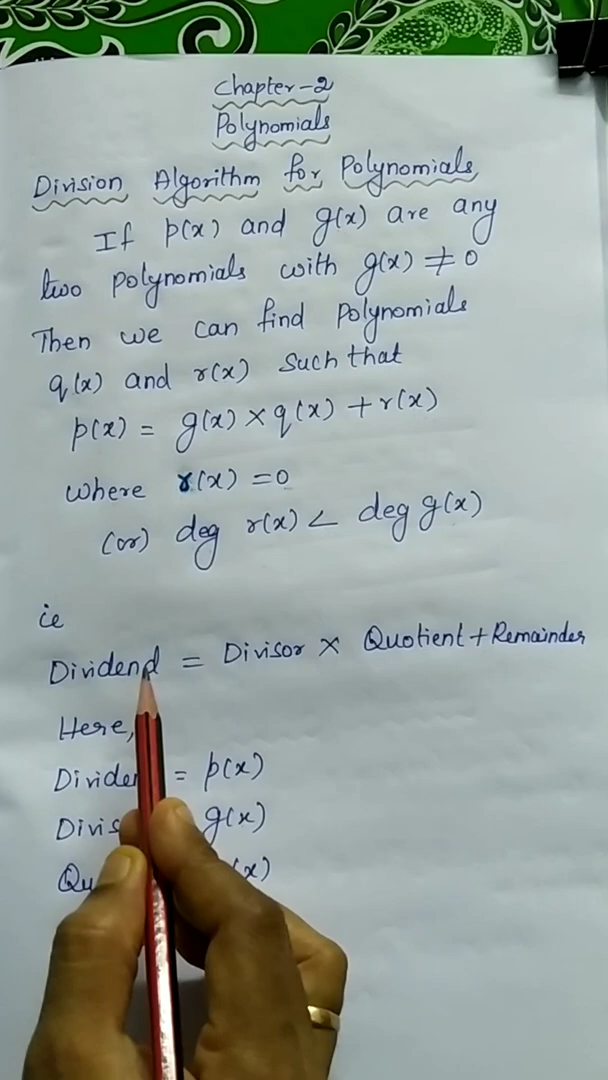 Chapter-2
Polynomials
Division Algorithm for Polynomials
If p(x) and g(x) are any
two polynomials with g(x) ≠ 0
Then we can find Polynomials
q(x) and r(x) Such that
p(x) = g(x) × q(x) + r(x)
where r(x) = 0
(or) deg r(x) < deg g(x)
ie
Dividend = Divisor × Quotient + Remainder
Here,
= p(x)
g(x)
(x)